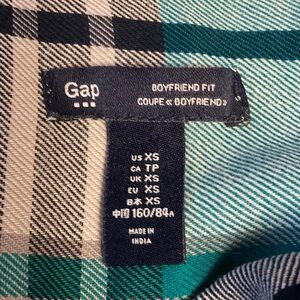 Gap
BOYFRIEND FIT
COUPE « BOYFRIEND »
US XS
CA TP
UK XS
EU XS
日本 XS
中国 160/84A
MADE IN
INDIA